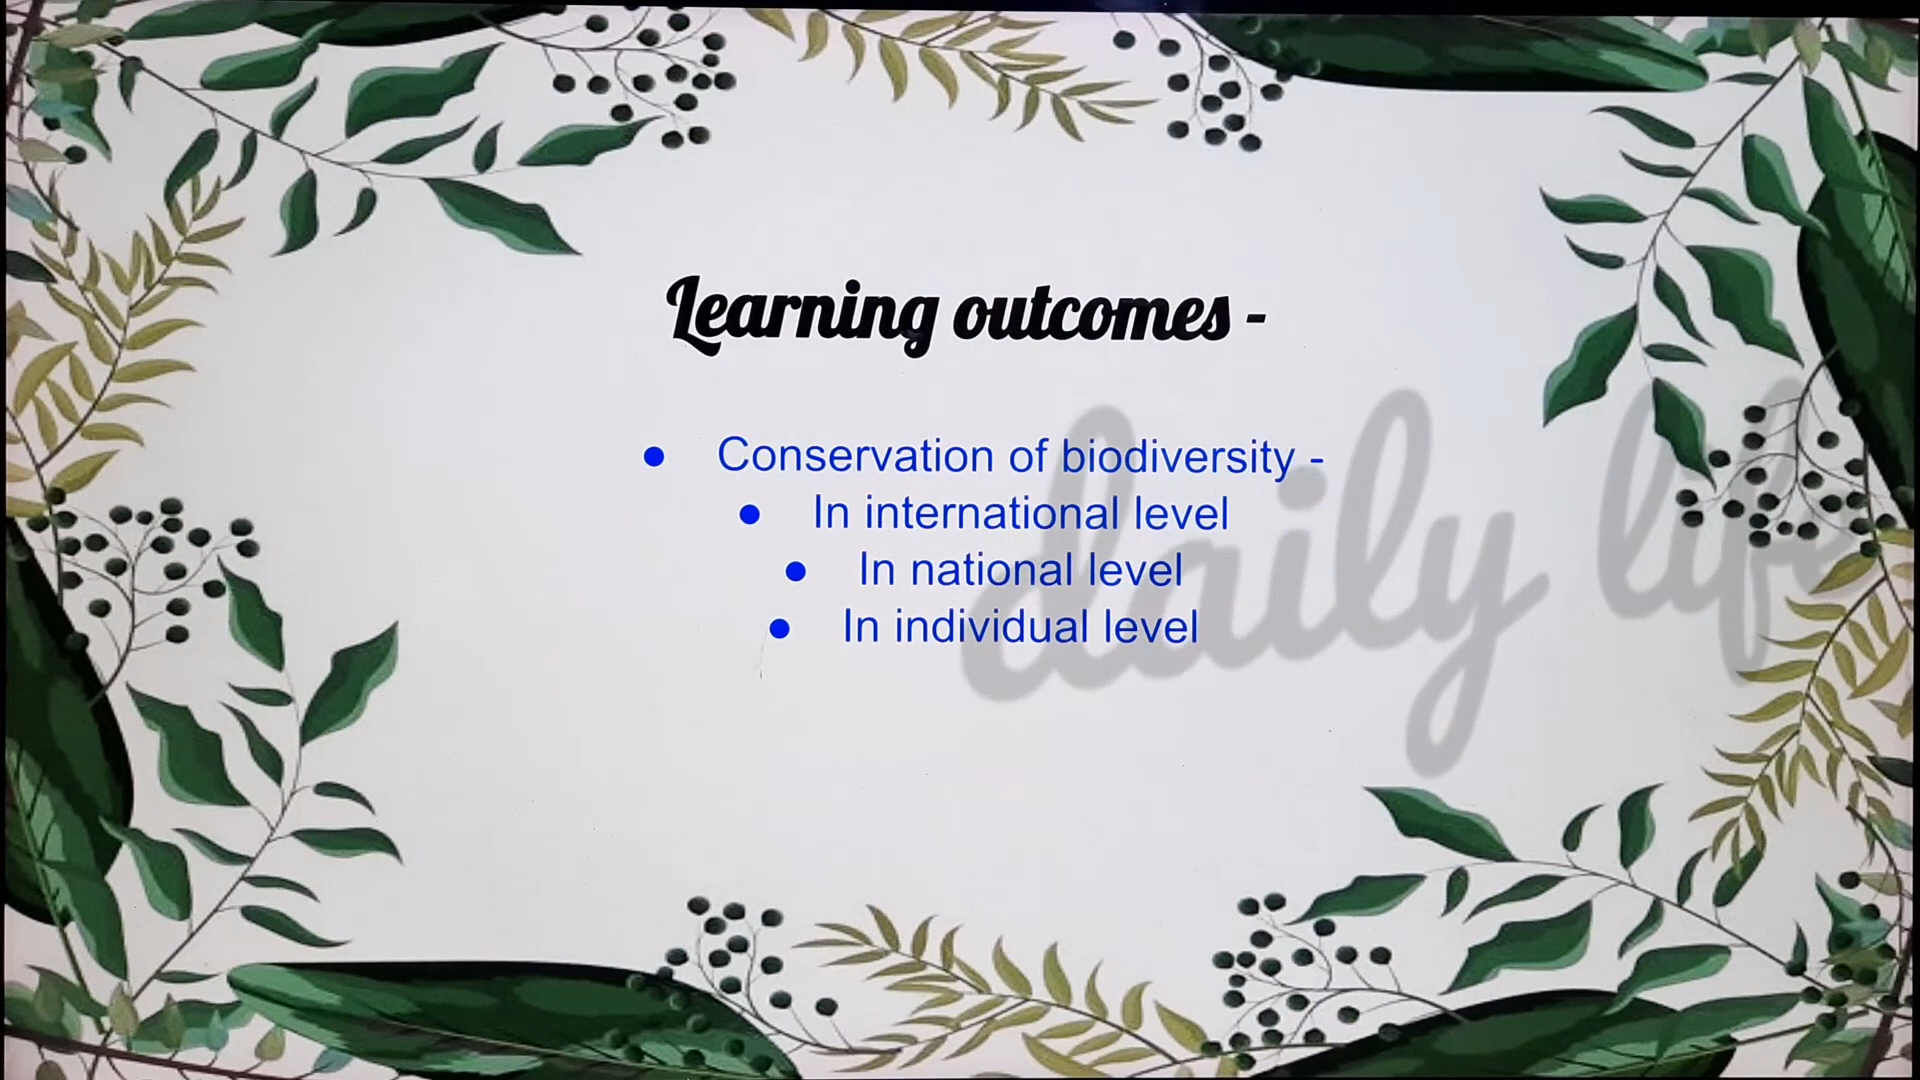 Learning outcomes -
● Conservation of biodiversity -
● In international level
● In national level
● In individual level
daily life